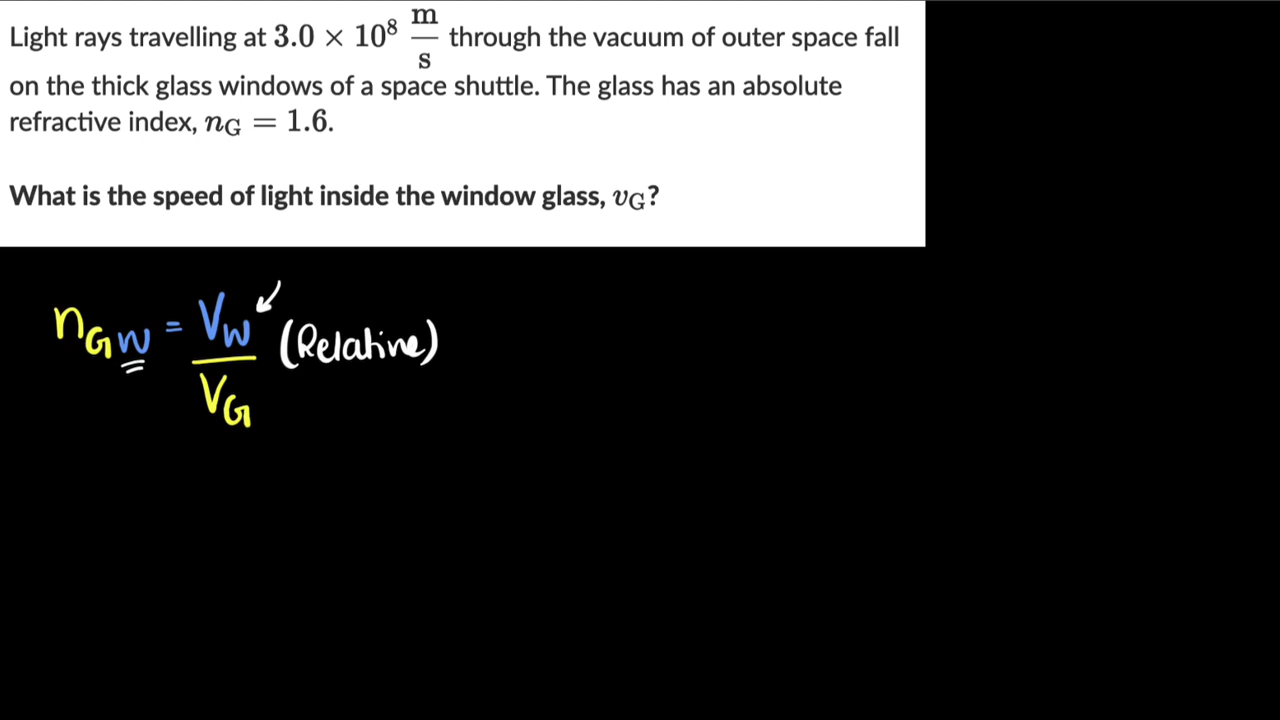 Light rays travelling at 3.0 × 10⁸ m/s through the vacuum of outer space fall
on the thick glass windows of a space shuttle. The glass has an absolute
refractive index, n_G = 1.6.
What is the speed of light inside the window glass, v_G?
n_GW = V_W / V_G (Relative)